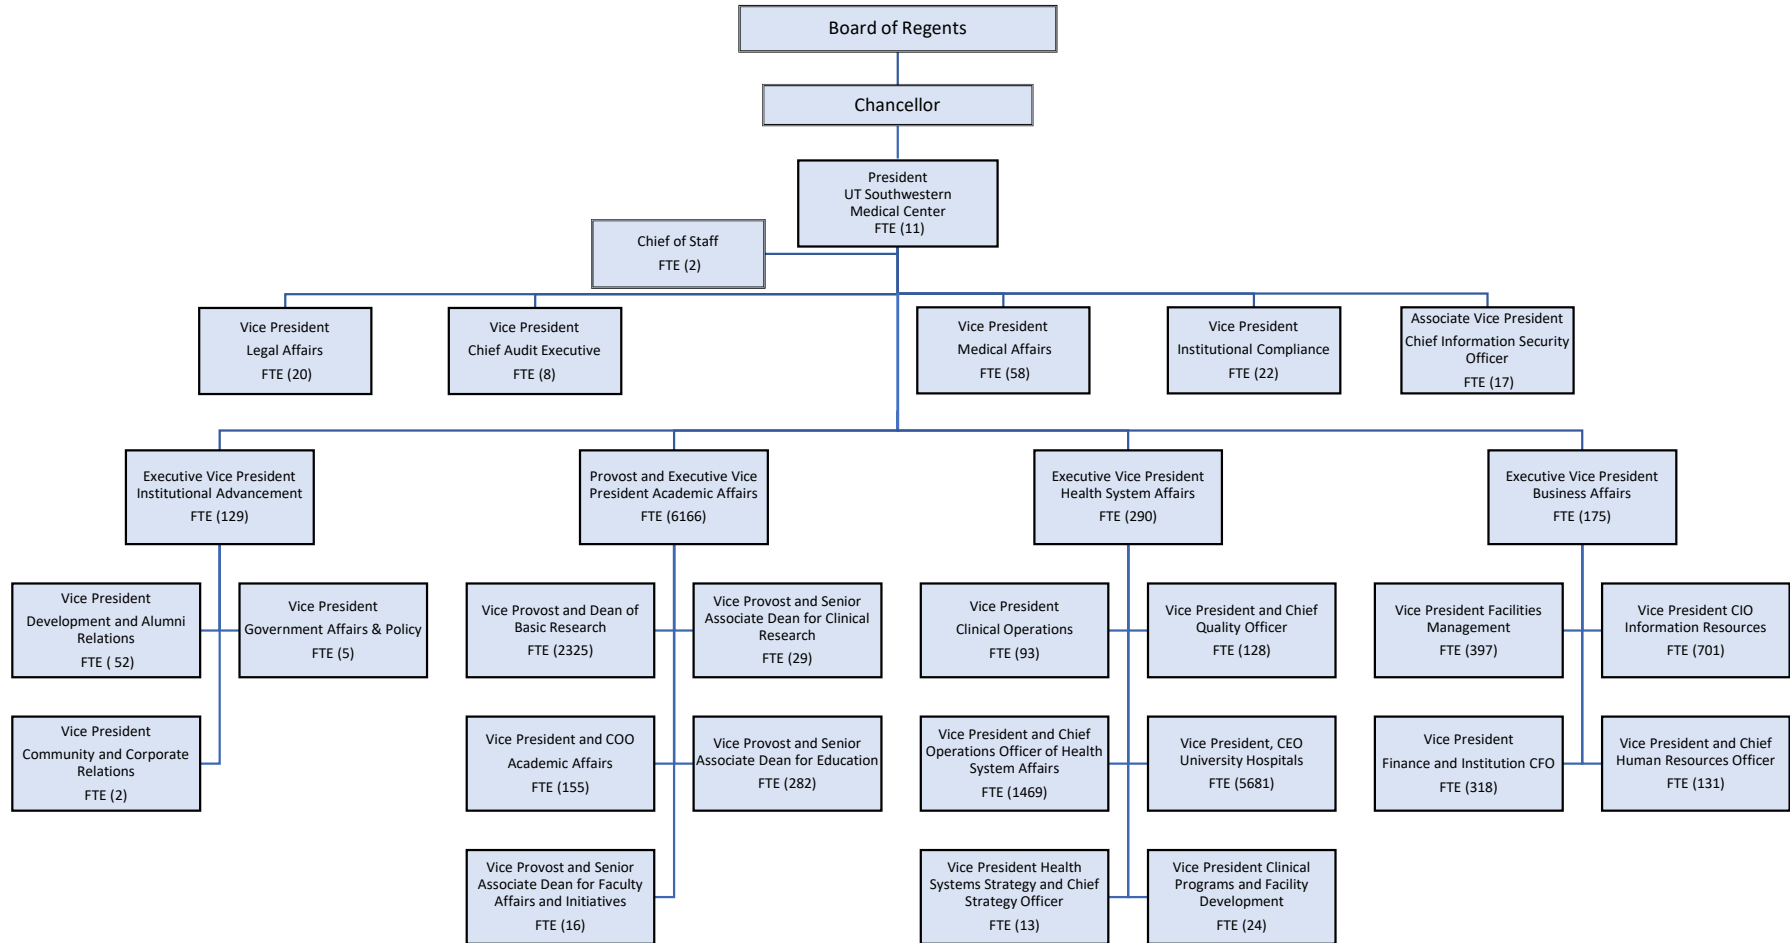 Board of Regents
Chancellor
President
UT Southwestern
Medical Center
FTE (11)
Chief of Staff
FTE (2)
Vice President
Legal Affairs
FTE (20)
Vice President
Chief Audit Executive
FTE (8)
Vice President
Medical Affairs
FTE (58)
Vice President
Institutional Compliance
FTE (22)
Associate Vice President
Chief Information Security
Officer
FTE (17)
Executive Vice President
Institutional Advancement
FTE (129)
Provost and Executive Vice
President Academic Affairs
FTE (6166)
Executive Vice President
Health System Affairs
FTE (290)
Executive Vice President
Business Affairs
FTE (175)
Vice President
Development and Alumni
Relations
FTE ( 52)
Vice President
Government Affairs & Policy
FTE (5)
Vice Provost and Dean of
Basic Research
FTE (2325)
Vice Provost and Senior
Associate Dean for Clinical
Research
FTE (29)
Vice President
Clinical Operations
FTE (93)
Vice President and Chief
Quality Officer
FTE (128)
Vice President Facilities
Management
FTE (397)
Vice President CIO
Information Resources
FTE (701)
Vice President
Community and Corporate
Relations
FTE (2)
Vice President and COO
Academic Affairs
FTE (155)
Vice Provost and Senior
Associate Dean for Education
FTE (282)
Vice President and Chief
Operations Officer of Health
System Affairs
FTE (1469)
Vice President, CEO
University Hospitals
FTE (5681)
Vice President
Finance and Institution CFO
FTE (318)
Vice President and Chief
Human Resources Officer
FTE (131)
Vice Provost and Senior
Associate Dean for Faculty
Affairs and Initiatives
FTE (16)
Vice President Health
Systems Strategy and Chief
Strategy Officer
FTE (13)
Vice President Clinical
Programs and Facility
Development
FTE (24)